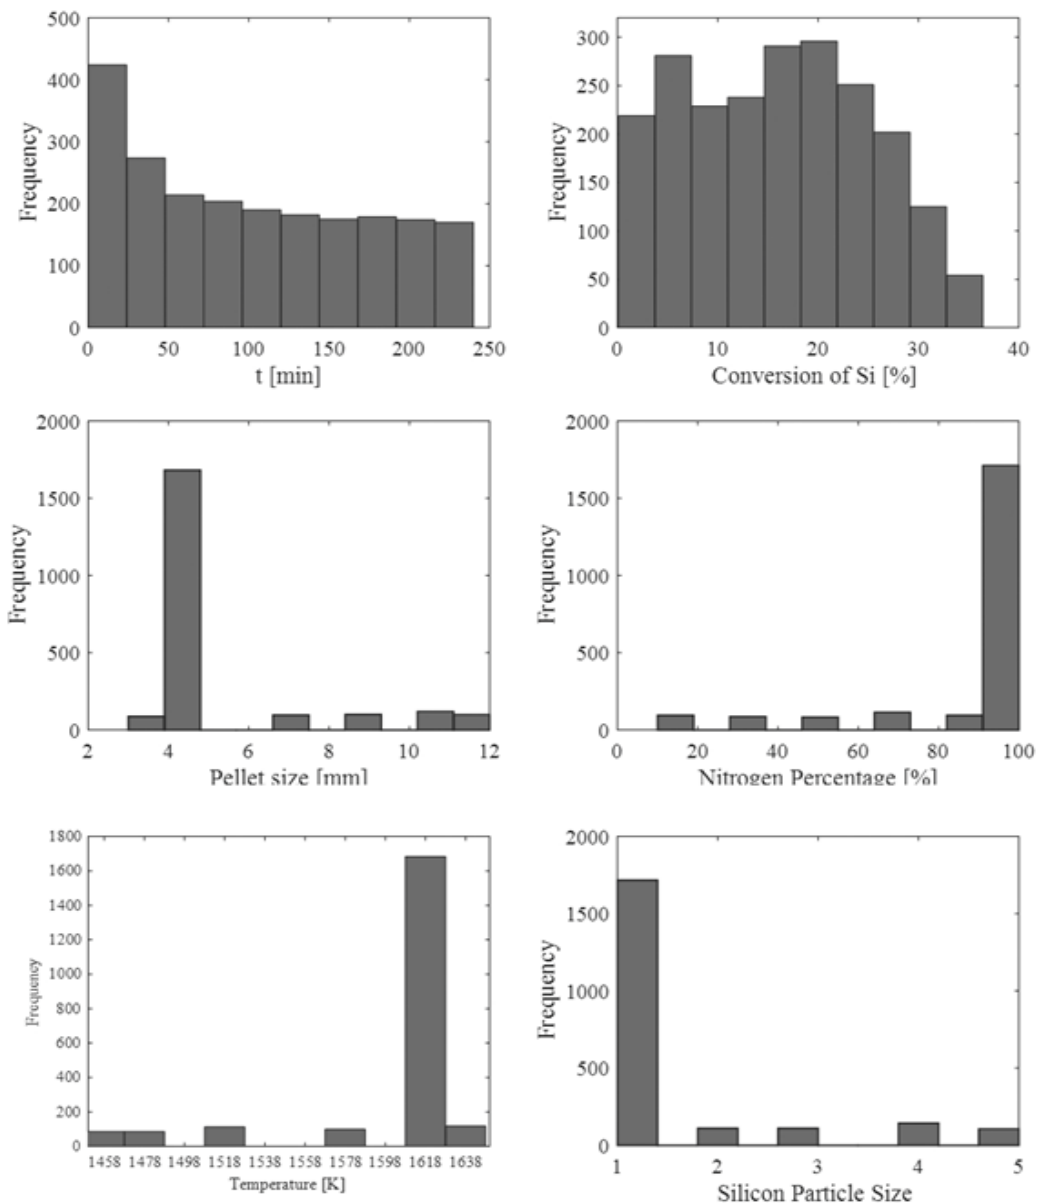 500
400
300
200
100
0
Frequency
0 50 100 150 200 250
t [min]
300
250
200
150
100
50
0
Frequency
0 10 20 30 40
Conversion of Si [%]
2000
1500
1000
500
0
Frequency
2 4 6 8 10 12
Pellet size [mm]
2000
1500
1000
500
0
Frequency
0 20 40 60 80 100
Nitrogen Percentage [%]
1800
1600
1400
1200
1000
800
600
400
200
0
Frequency
1458 1478 1498 1518 1538 1558 1578 1598 1618 1638
Temperature [K]
2000
1500
1000
500
0
Frequency
1 2 3 4 5
Silicon Particle Size